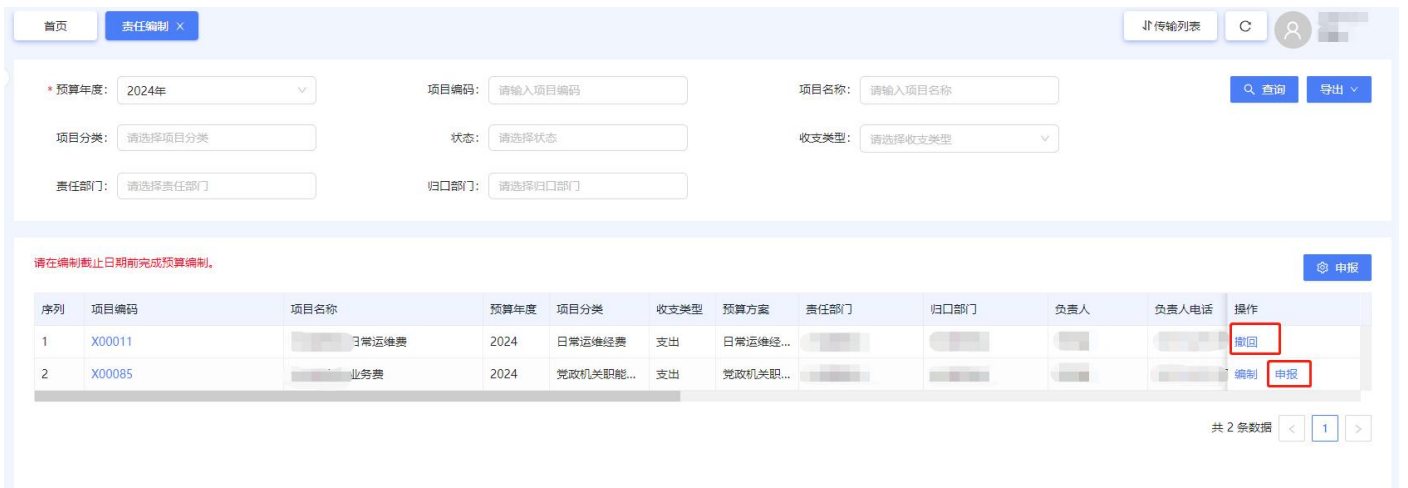 首页 责任编制 × 传输列表
* 预算年度： 2024年 项目编码： 请输入项目编码 项目名称： 请输入项目名称 查询 导出
项目分类： 请选择项目分类 状态： 请选择状态 收支类型： 请选择收支类型
责任部门： 请选择责任部门 归口部门： 请选择归口部门
请在编制截止日期前完成预算编制。 申报
序列 项目编码 项目名称 预算年度 项目分类 收支类型 预算方案 责任部门 归口部门 负责人 负责人电话 操作
1 X00011 日常运维费 2024 日常运维经费 支出 日常运维经... 撤回
2 X00085 业务费 2024 党政机关职能... 支出 党政机关职... 编制 申报
共 2 条数据 < 1 >